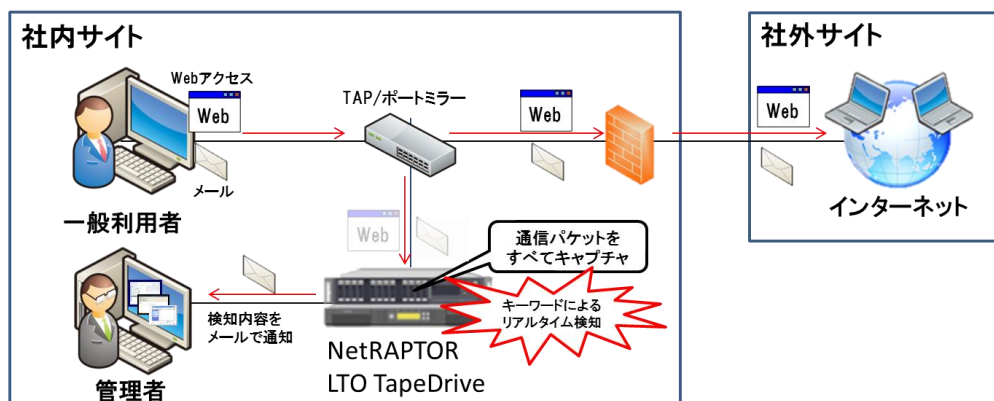 社内サイト
Webアクセス
Web
メール
一般利用者
TAP/ポートミラー
Web
Web
通信パケットを
すべてキャプチャ
キーワードによる
リアルタイム検知
検知内容を
メールで通知
管理者
NetRAPTOR
LTO TapeDrive
社外サイト
Web
インターネット